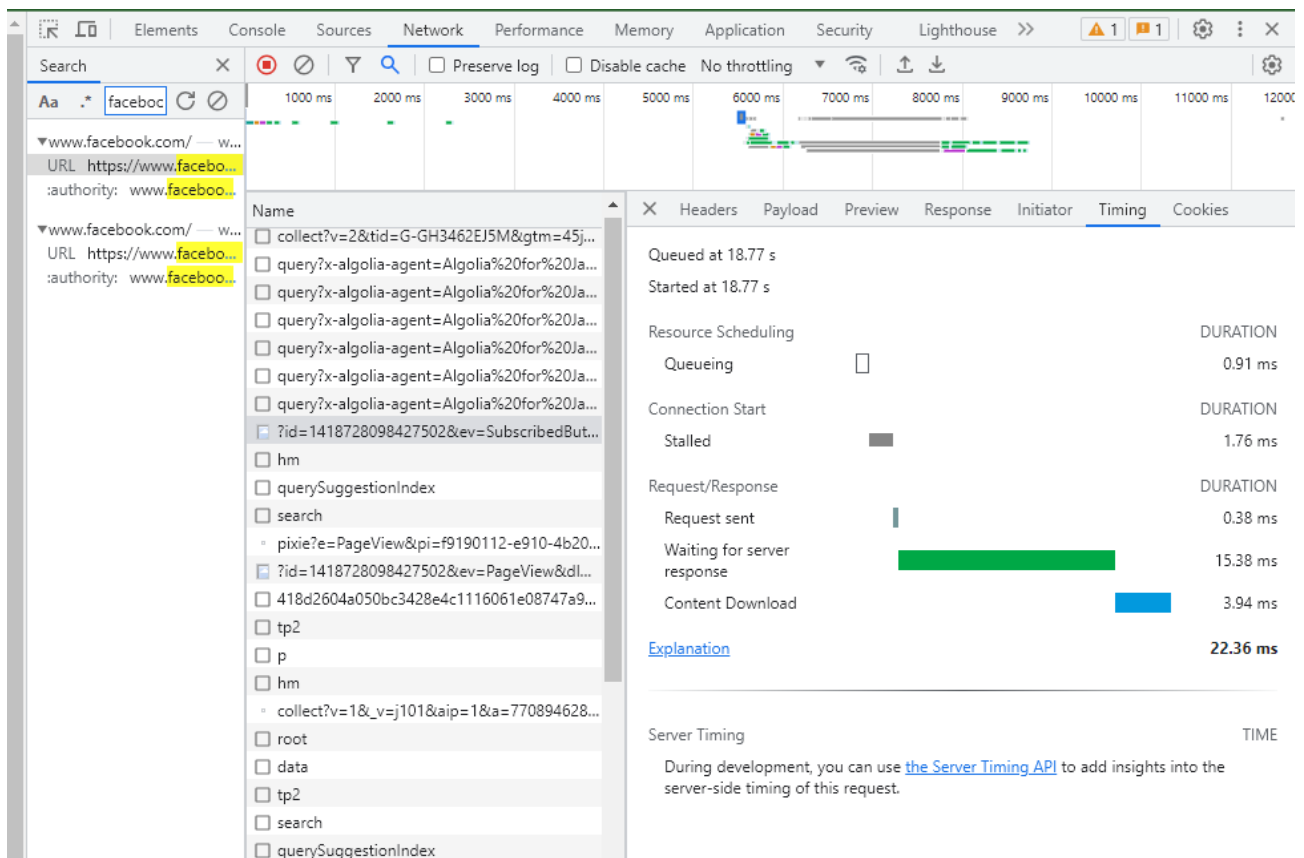 Elements Console Sources Network Performance Memory Application Security Lighthouse 1 1
Search
Preserve log Disable cache No throttling
Aa .* faceboc
1000 ms 2000 ms 3000 ms 4000 ms 5000 ms 6000 ms 7000 ms 8000 ms 9000 ms 10000 ms 11000 ms 12000
www.facebook.com/ — w...
URL https://www.facebo...
:authority: www.faceboo...
www.facebook.com/ — w...
URL https://www.facebo...
:authority: www.faceboo...
Name
collect?v=2&tid=G-GH3462EJ5M&gtm=45j...
query?x-algolia-agent=Algolia%20for%20Ja...
query?x-algolia-agent=Algolia%20for%20Ja...
query?x-algolia-agent=Algolia%20for%20Ja...
query?x-algolia-agent=Algolia%20for%20Ja...
query?x-algolia-agent=Algolia%20for%20Ja...
query?x-algolia-agent=Algolia%20for%20Ja...
?id=1418728098427502&ev=SubscribedBut...
hm
querySuggestionIndex
search
pixie?e=PageView&pi=f9190112-e910-4b20...
?id=1418728098427502&ev=PageView&dl...
418d2604a050bc3428e4c1116061e08747a9...
tp2
p
hm
collect?v=1&_v=j101&aip=1&a=770894628...
root
data
tp2
search
querySuggestionIndex
Headers Payload Preview Response Initiator Timing Cookies
Queued at 18.77 s
Started at 18.77 s
Resource Scheduling DURATION
Queueing 0.91 ms
Connection Start DURATION
Stalled 1.76 ms
Request/Response DURATION
Request sent 0.38 ms
Waiting for server
response 15.38 ms
Content Download 3.94 ms
Explanation 22.36 ms
Server Timing TIME
During development, you can use the Server Timing API to add insights into the
server-side timing of this request.